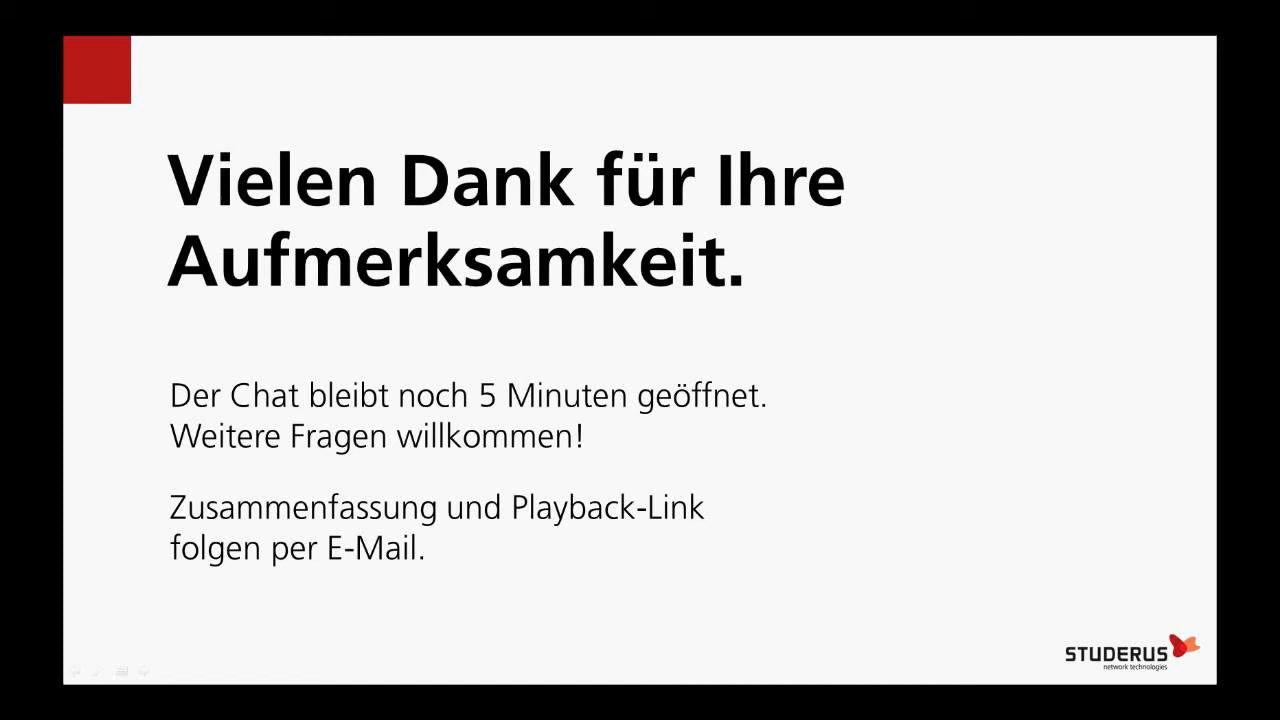 Vielen Dank für Ihre
Aufmerksamkeit.
Der Chat bleibt noch 5 Minuten geöffnet.
Weitere Fragen willkommen!
Zusammenfassung und Playback-Link
folgen per E-Mail.
STUDERUS
network technologies